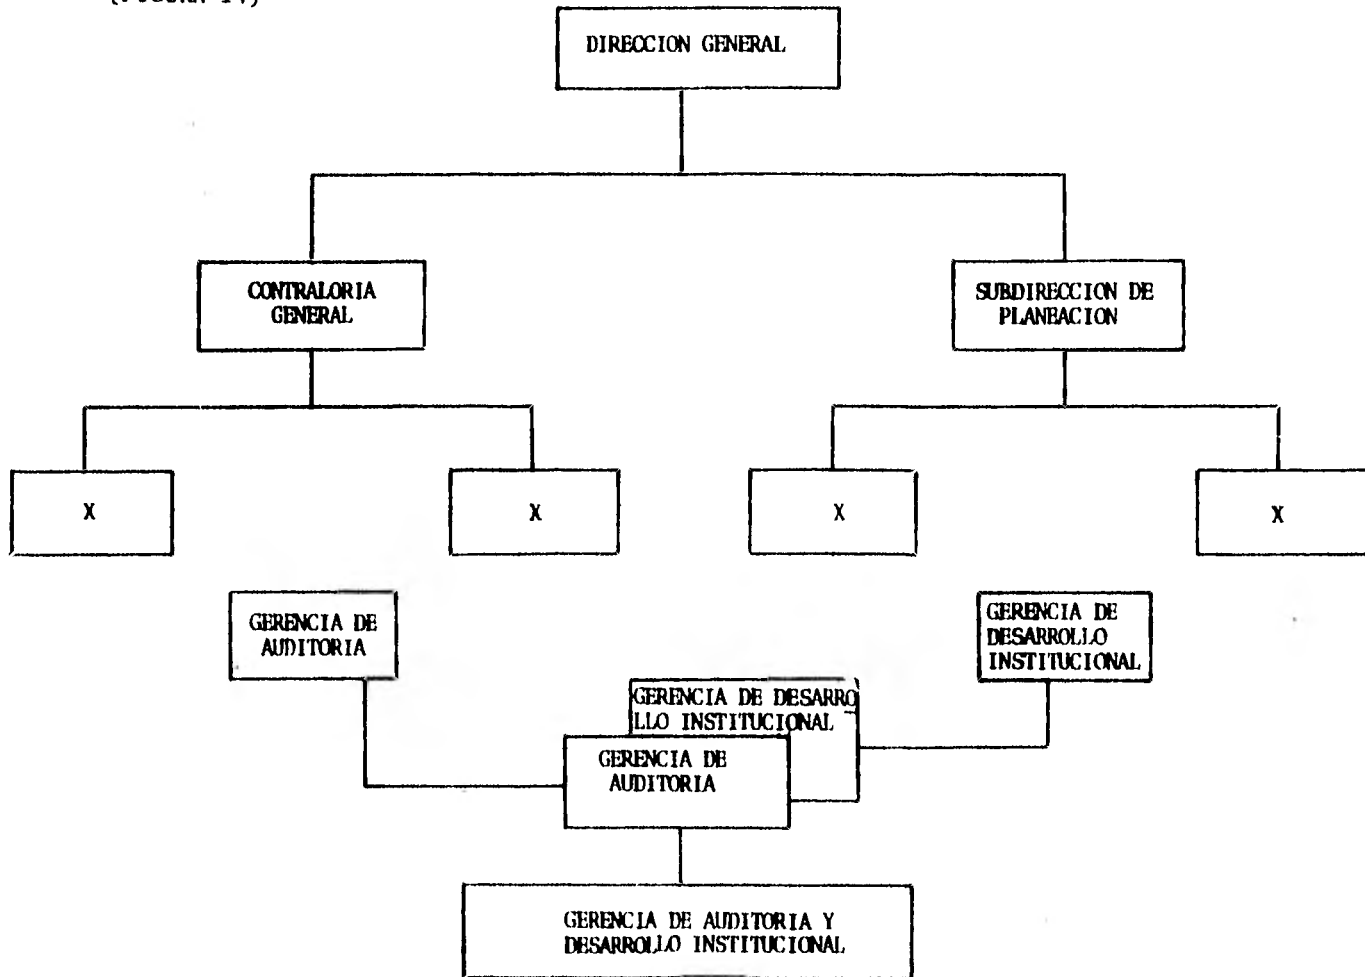 DIRECCION GENERAL
CONTRALORIA
GENERAL
SUBDIRECCION DE
PLANEACION
X
X
X
X
GERENCIA DE
AUDITORIA
GERENCIA DE
DESARROLLO
INSTITUCIONAL
GERENCIA DE DESARRO
LLO INSTITUCIONAL
GERENCIA DE
AUDITORIA
GERENCIA DE AUDITORIA Y
DESARROLLO INSTITUCIONAL